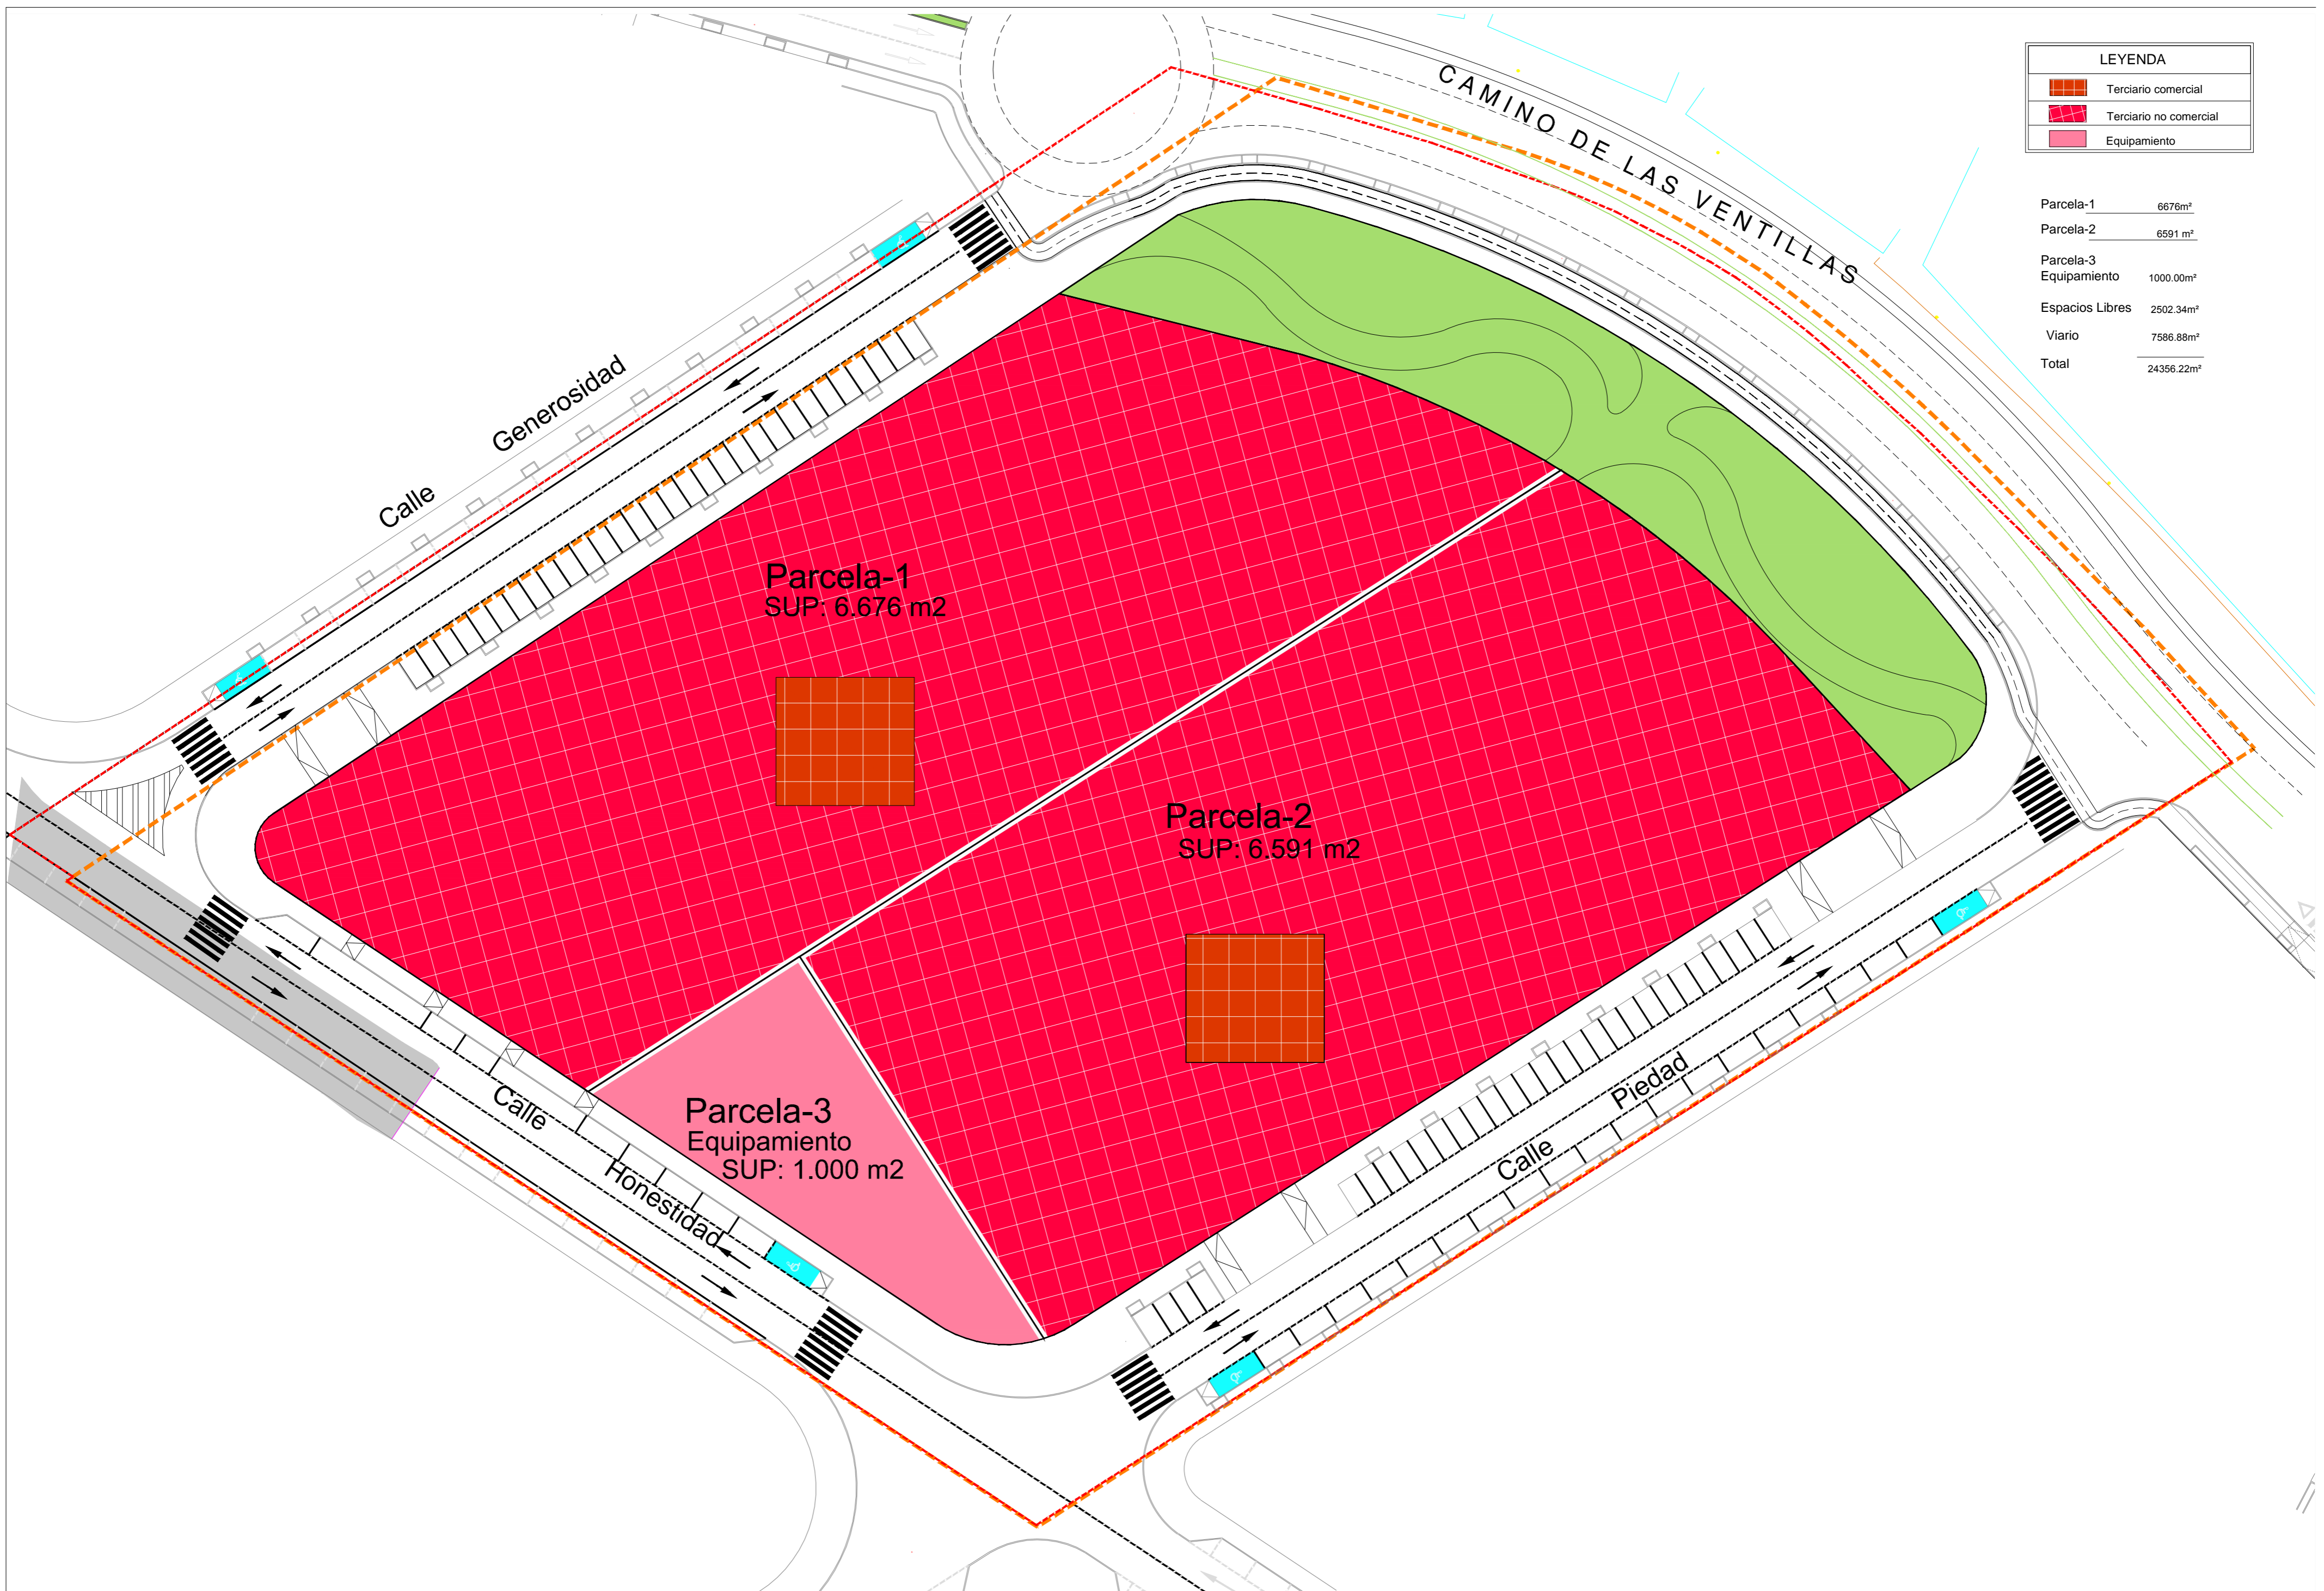 CAMINO DE LAS VENTILLAS
LEYENDA
Terciario comercial
Terciario no comercial
Equipamiento
Parcela-1 6676m²
Parcela-2 6591 m²
Parcela-3
Equipamiento 1000.00m²
Espacios Libres 2502.34m²
Viario 7586.88m²
Total 24356.22m²
Calle Generosidad
Parcela-1
SUP: 6.676 m2
Parcela-2
SUP: 6.591 m2
Parcela-3
Equipamiento
SUP: 1.000 m2
Calle Honestidad
Calle Piedad